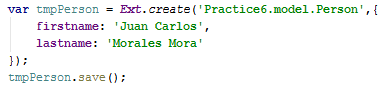 var tmpPerson = Ext.create('Practice6.model.Person',{
    firstname: 'Juan Carlos',
    lastname: 'Morales Mora'
});
tmpPerson.save();